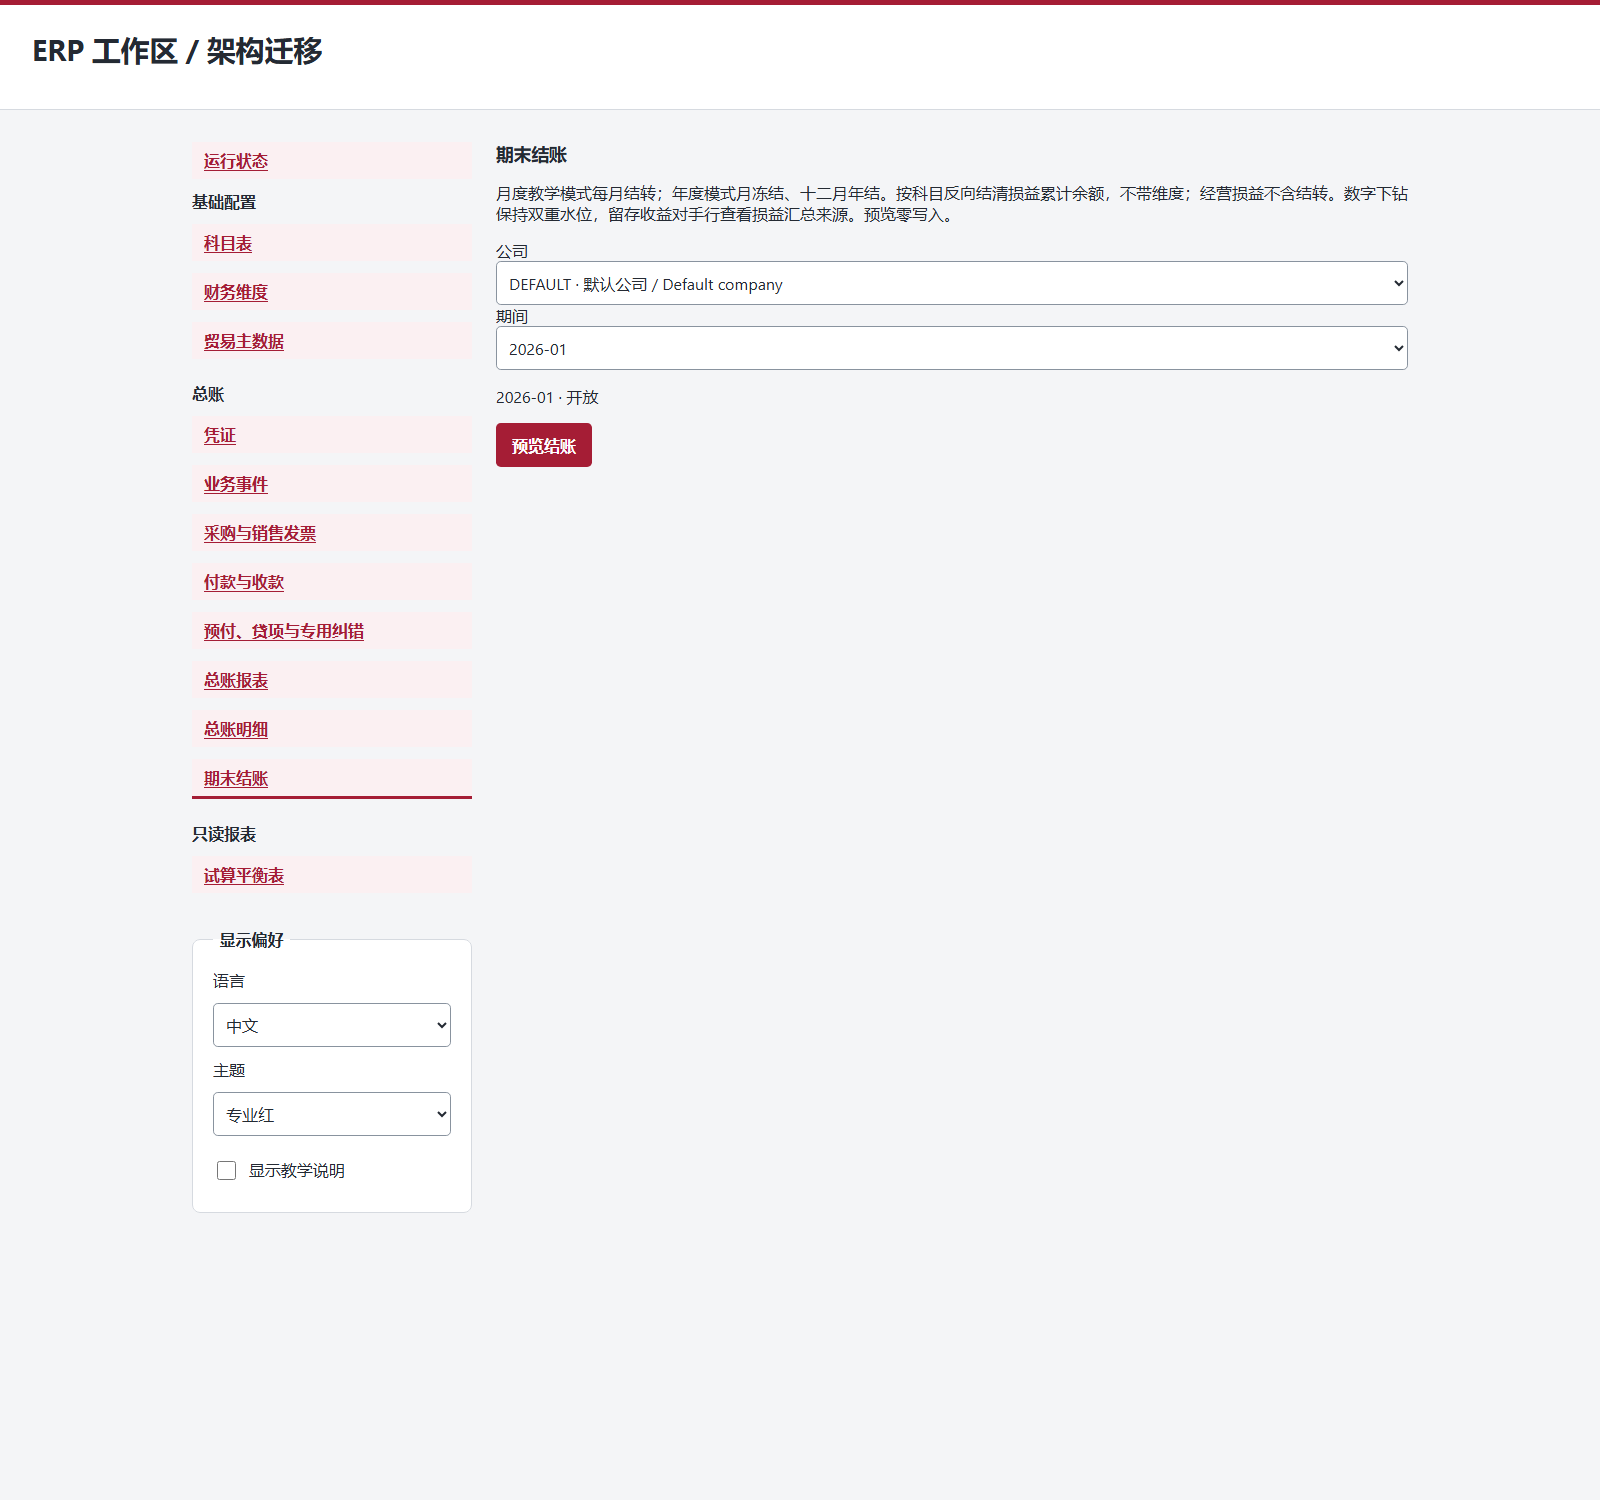 ERP 工作区 / 架构迁移
运行状态
基础配置
科目表
财务维度
贸易主数据
总账
凭证
业务事件
采购与销售发票
付款与收款
预付、贷项与专用纠错
总账报表
总账明细
期末结账
只读报表
试算平衡表
显示偏好
语言
中文
主题
专业红
显示教学说明
期末结账
月度教学模式每月结转；年度模式月冻结、十二月年结。按科目反向结清损益累计余额，不带维度；经营损益不含结转。数字下钻
保持双重水位，留存收益对手行查看损益汇总来源。预览零写入。
公司
DEFAULT · 默认公司 / Default company
期间
2026-01
2026-01 · 开放
预览结账